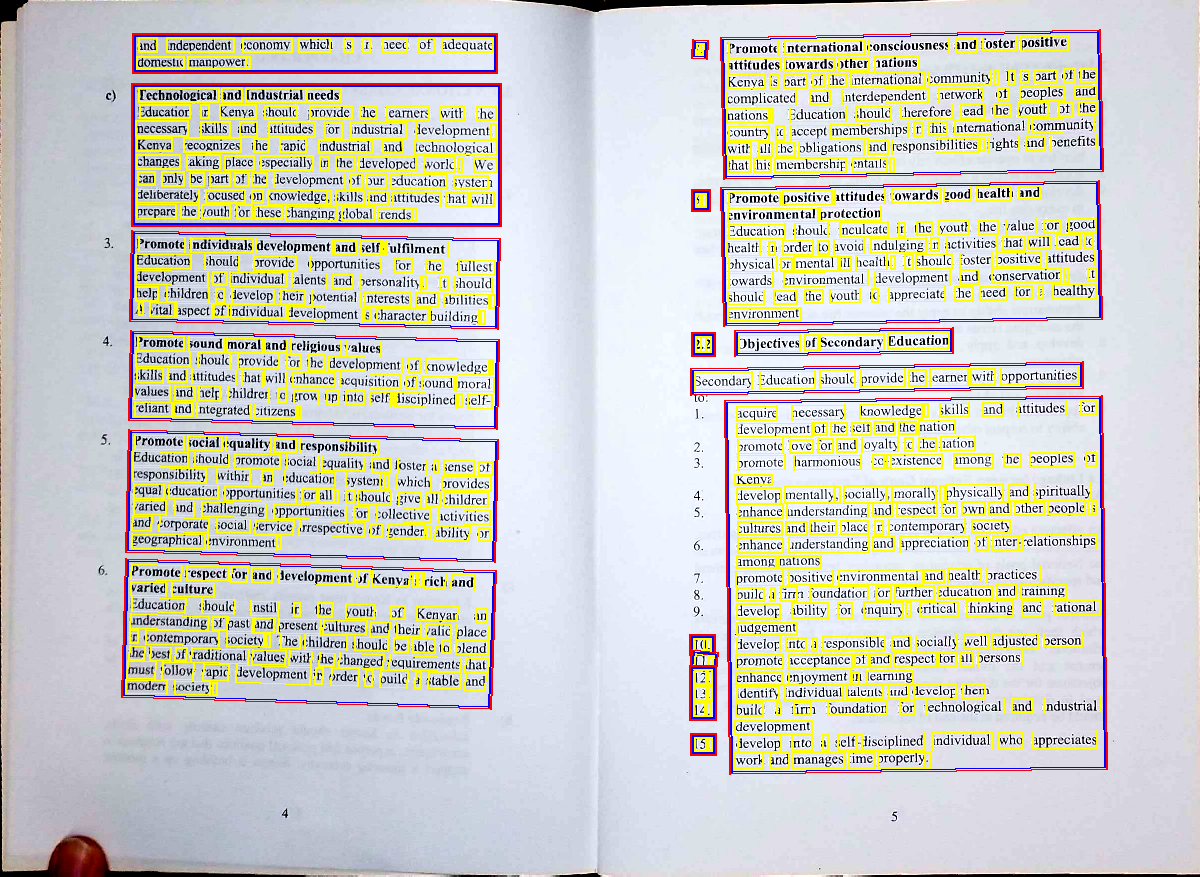 and independent economy which is in need of adequate
domestic manpower.
c) Technological and Industrial needs
Education in Kenya should provide the learners with the
necessary skills and attitudes for industrial development.
Kenya recognizes the rapid industrial and technological
changes taking place especially in the developed world. We
can only be part of the development of our education system
deliberately focused on knowledge, skills and attitudes that will
prepare the youth for these changing global trends
3. Promote individuals development and self-fulfilment
Education should provide opportunities for the fullest
development of individual talents and personality. It should
help children to develop their potential interests and abilities.
A vital aspect of individual development is character building.
4. Promote sound moral and religious values
Education should provide for the development of knowledge
skills and attitudes that will enhance acquisition of sound moral
values and help children to grow up into self disciplined self-
reliant and integrated citizens
5. Promote social equality and responsibility
Education should promote social equality and foster a sense of
responsibility within an education system which provides
equal education opportunities for all. It should give all children
varied and challenging opportunities for collective activities
and corporate social service irrespective of gender, ability or
geographical environment
6. Promote respect for and development of Kenya's rich and
varied culture
Education should instil in the youth of Kenyan an
understanding of past and present cultures and their valid place
in contemporary society. The children should be able to blend
the best of traditional values with the changed requirements that
must follow rapid development in order to build a stable and
modern society.
4
Promote international consciousness and foster positive
attitudes towards other nations
Kenya is part of the international community. It is part of the
complicated and interdependent network of peoples and
nations. Education should therefore lead the youth of the
country to accept memberships in this international community
with all the obligations and responsibilities rights and benefits
that this membership entails.
Promote positive attitudes towards good health and
environmental protection
Education should inculcate in the youth the value for good
health in order to avoid indulging in activities that will lead to
physical or mental ill health. It should foster positive attitudes
towards environmental development and conservation. It
should lead the youth to appreciate the need for a healthy
environment
2.2 Objectives of Secondary Education
Secondary Education should provide the learner with opportunities
to:
1. acquire necessary knowledge skills and attitudes for
development of the self and the nation
2. promote love for and loyalty to the nation
3. promote harmonious co-existence among the peoples of
Kenya
4. develop mentally, socially, morally physically and spiritually
5. enhance understanding and respect for own and other people's
cultures and their place in contemporary society
6. enhance understanding and appreciation of inter-relationships
among nations
7. promote positive environmental and health practices
8. build a firm foundation for further education and training
9. develop ability for enquiry critical thinking and rational
judgement
10. develop into a responsible and socially well adjusted person
11. promote acceptance of and respect for all persons
12. enhance enjoyment in learning
13. identify individual talents and develop them
14. build a firm foundation for technological and industrial
development
15. develop into a self-disciplined individual who appreciates
work and manages time properly.
5